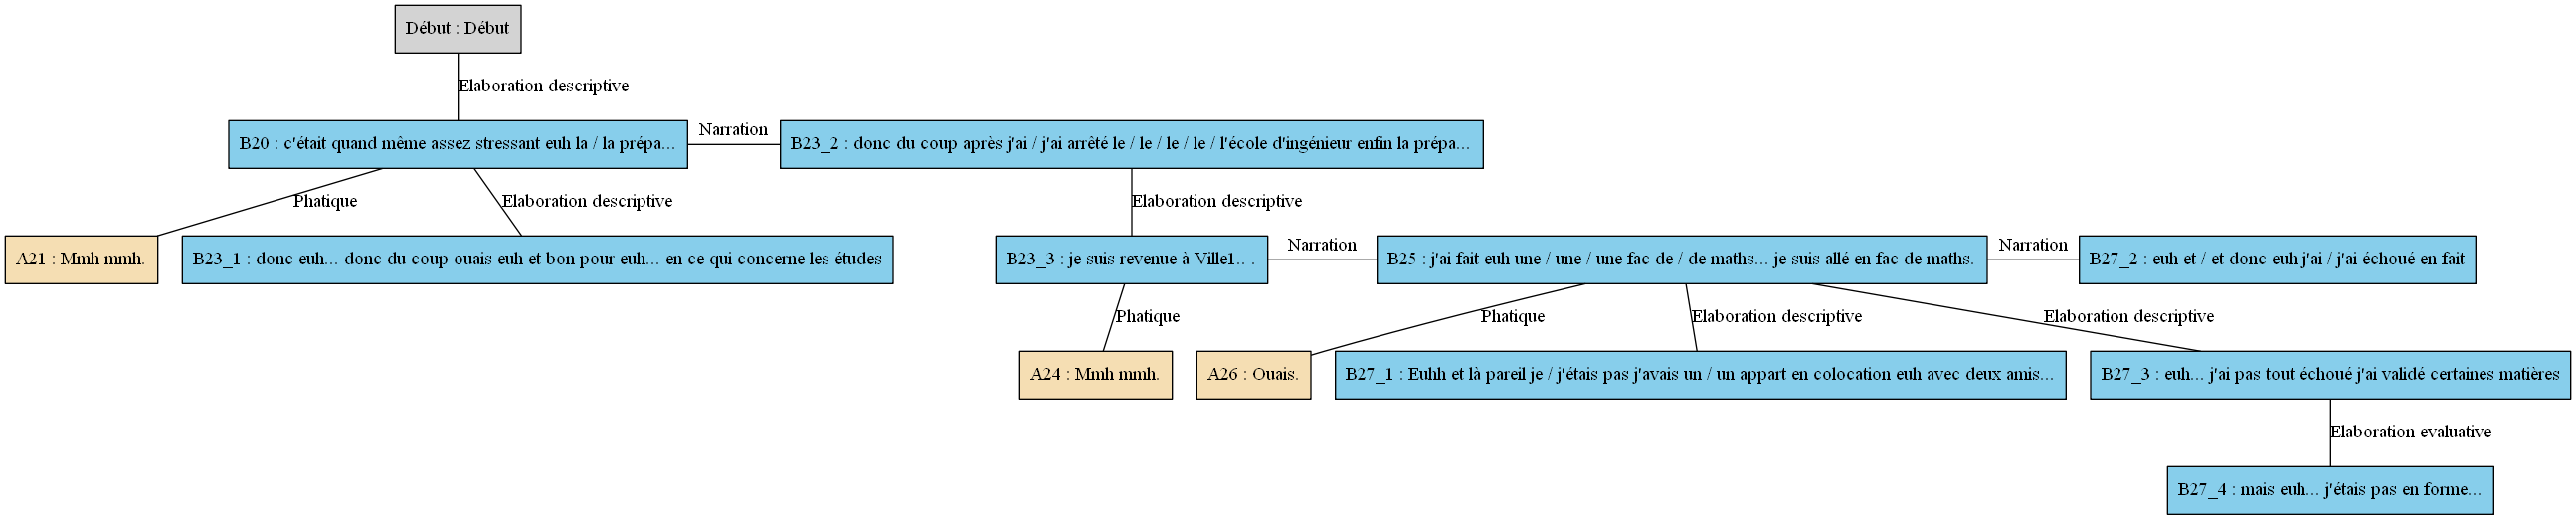 Début : Début
Elaboration descriptive
B20 : c'était quand même assez stressant euh la / la prépa...
Narration
B23_2 : donc du coup après j'ai / j'ai arrêté le / le / le / le / l'école d'ingénieur enfin la prépa...
Phatique
Elaboration descriptive
Elaboration descriptive
A21 : Mmh mmh.
B23_1 : donc euh... donc du coup ouais euh et bon pour euh... en ce qui concerne les études
B23_3 : je suis revenue à Ville1.. .
Narration
B25 : j'ai fait euh une / une / une fac de / de maths... je suis allé en fac de maths.
Narration
B27_2 : euh et / et donc euh j'ai / j'ai échoué en fait
Phatique
Phatique
Elaboration descriptive
Elaboration descriptive
A24 : Mmh mmh.
A26 : Ouais.
B27_1 : Euhh et là pareil je / j'étais pas j'avais un / un appart en colocation euh avec deux amis...
B27_3 : euh... j'ai pas tout échoué j'ai validé certaines matières
Elaboration evaluative
B27_4 : mais euh... j'étais pas en forme...